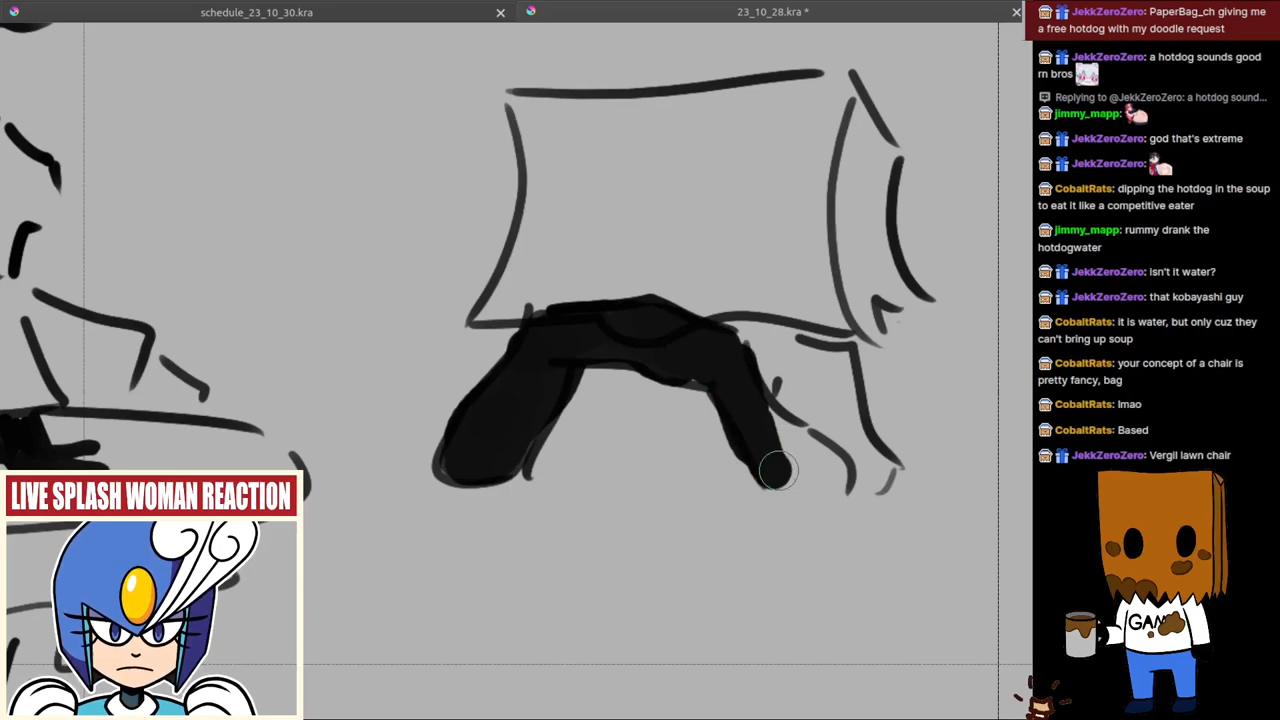 schedule_23_10_30.kra
23_10_28.kra *
JekkZeroZero: PaperBag_ch giving me
a free hotdog with my doodle request
JekkZeroZero: a hotdog sounds good
rn bros
Replying to @JekkZeroZero: a hotdog sound...
jimmy_mapp:
JekkZeroZero: god that's extreme
JekkZeroZero:
CobaltRats: dipping the hotdog in the soup
to eat it like a competitive eater
jimmy_mapp: rummy drank the
hotdogwater
JekkZeroZero: isn't it water?
JekkZeroZero: that kobayashi guy
CobaltRats: it is water, but only cuz they
can't bring up soup
CobaltRats: your concept of a chair is
pretty fancy, bag
CobaltRats: lmao
CobaltRats: Based
JekkZeroZero: Vergil lawn chair
LIVE SPLASH WOMAN REACTION